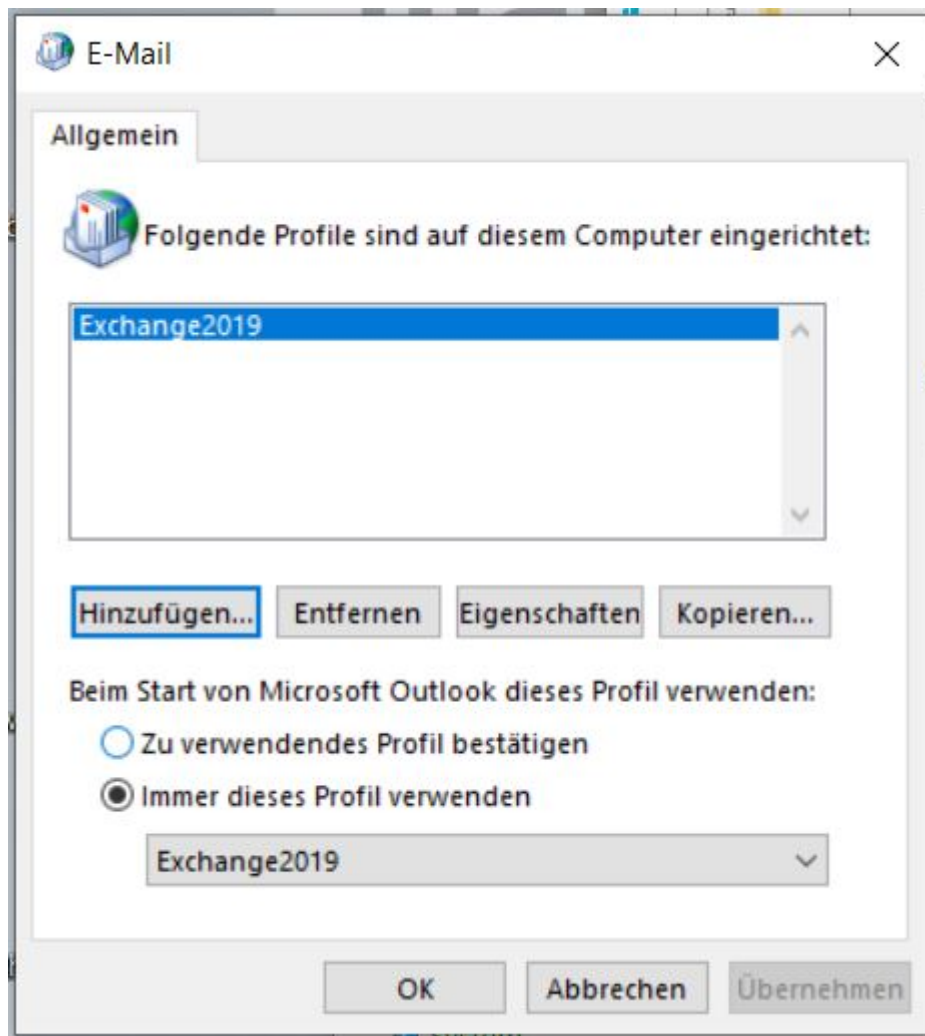 E-Mail
Allgemein
Folgende Profile sind auf diesem Computer eingerichtet:
Exchange2019
Hinzufügen... Entfernen Eigenschaften Kopieren...
Beim Start von Microsoft Outlook dieses Profil verwenden:
Zu verwendendes Profil bestätigen
Immer dieses Profil verwenden
Exchange2019
OK Abbrechen Übernehmen